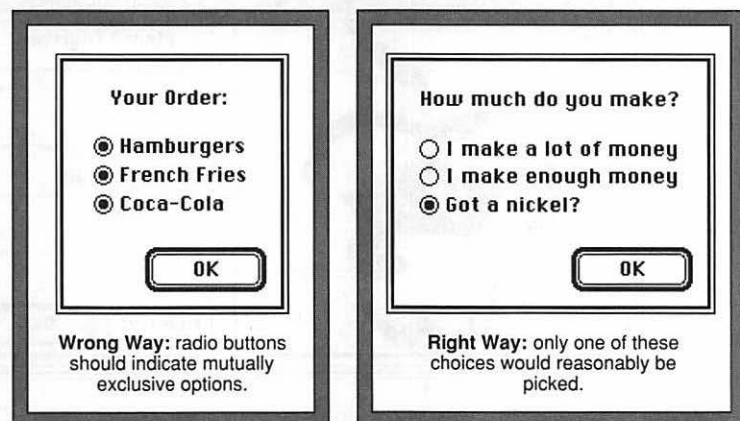 Your Order:
Hamburgers
French Fries
Coca-Cola
OK
Wrong Way: radio buttons
should indicate mutually
exclusive options.
How much do you make?
I make a lot of money
I make enough money
Got a nickel?
OK
Right Way: only one of these
choices would reasonably be
picked.